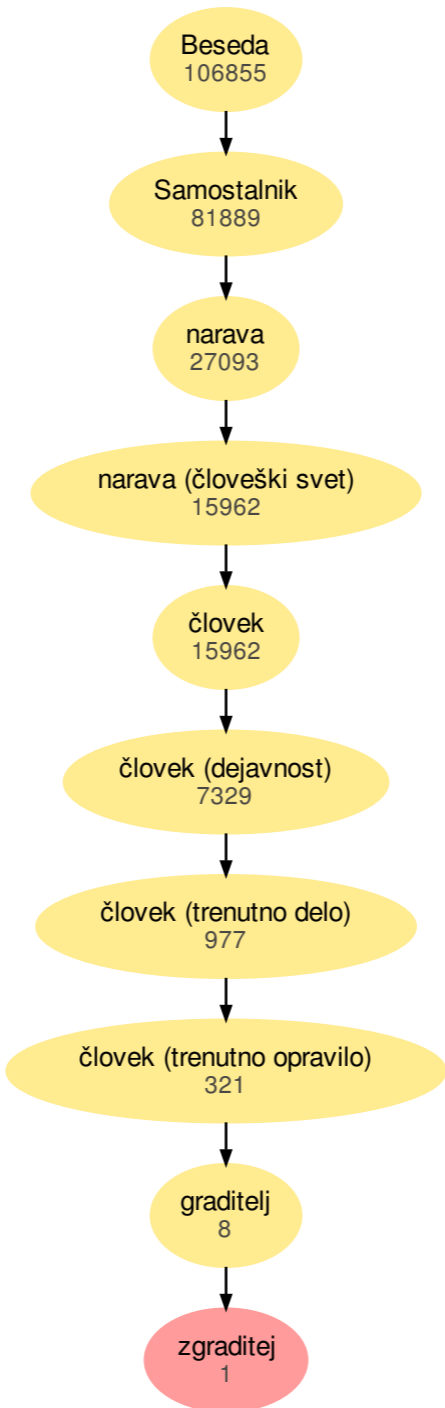 Beseda
106855
Samostalnik
81889
narava
27093
narava (človeški svet)
15962
človek
15962
človek (dejavnost)
7329
človek (trenutno delo)
977
človek (trenutno opravilo)
321
graditelj
8
zgraditej
1